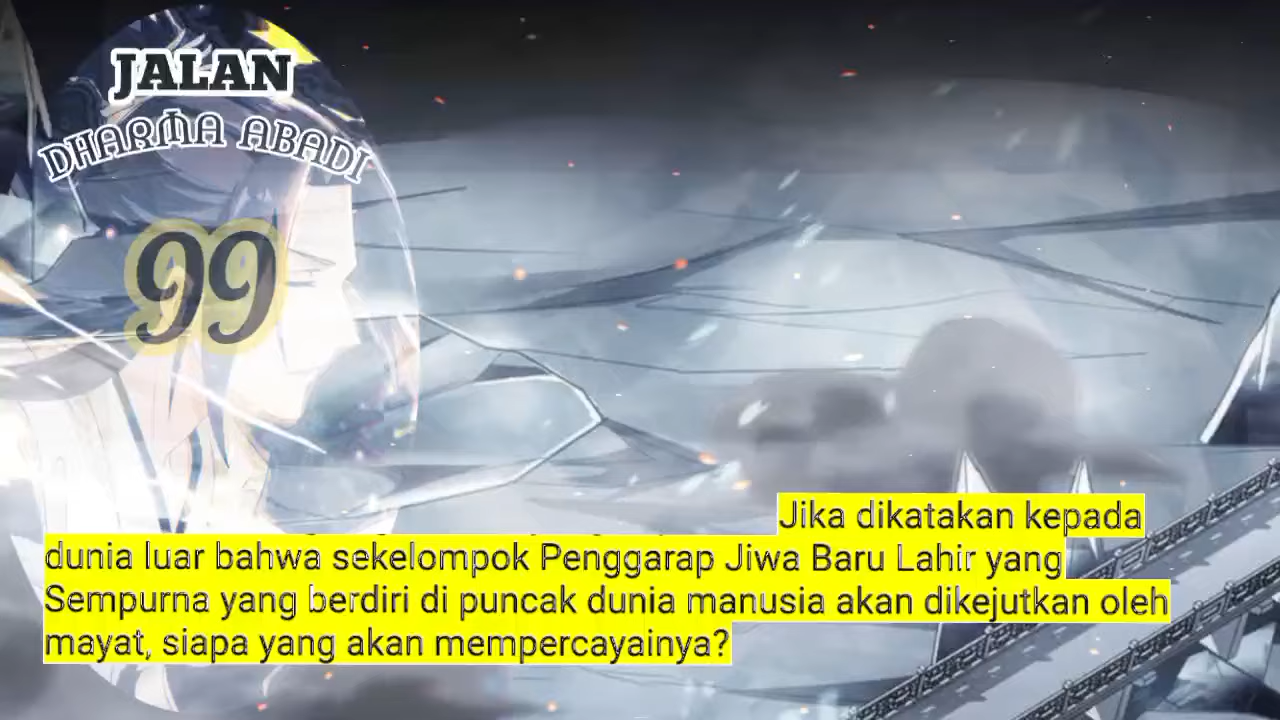 JALAN
DHARMA ABADI
99
Jika dikatakan kepada
dunia luar bahwa sekelompok Penggarap Jiwa Baru Lahir yang
Sempurna yang berdiri di puncak dunia manusia akan dikejutkan oleh
mayat, siapa yang akan mempercayainya?